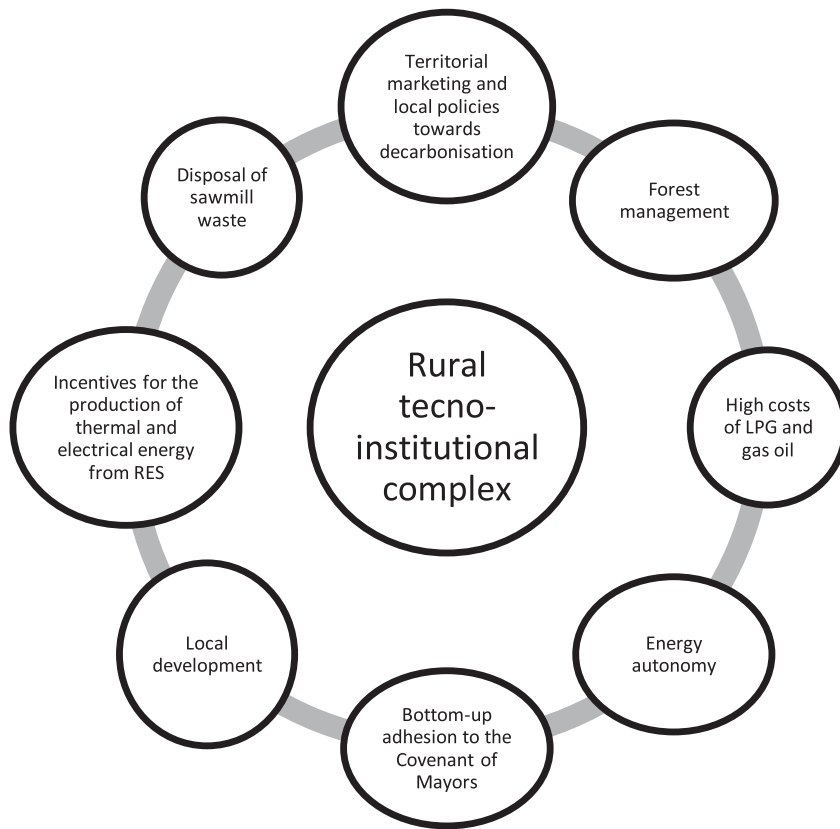 Territorial
marketing and
local policies
towards
decarbonisation
Forest
management
High costs
of LPG and
gas oil
Energy
autonomy
Bottom-up
adhesion to the
Covenant of
Mayors
Local
development
Incentives for the
production of
thermal and
electrical energy
from RES
Disposal of
sawmill
waste
Rural
tecno-
institutional
complex